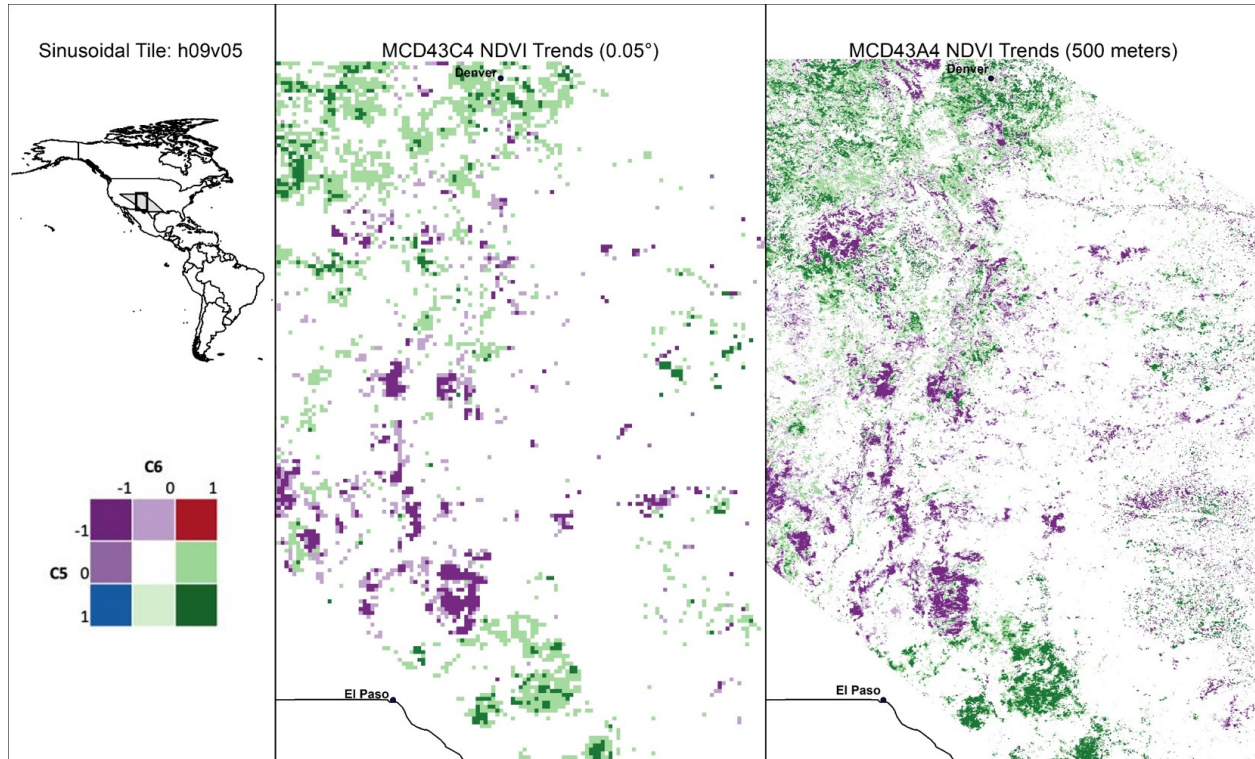 Sinusoidal Tile: h09v05
MCD43C4 NDVI Trends (0.05°)
MCD43A4 NDVI Trends (500 meters)
Denver
Denver
C6
-1 0 1
-1
C5 0
1
El Paso
El Paso